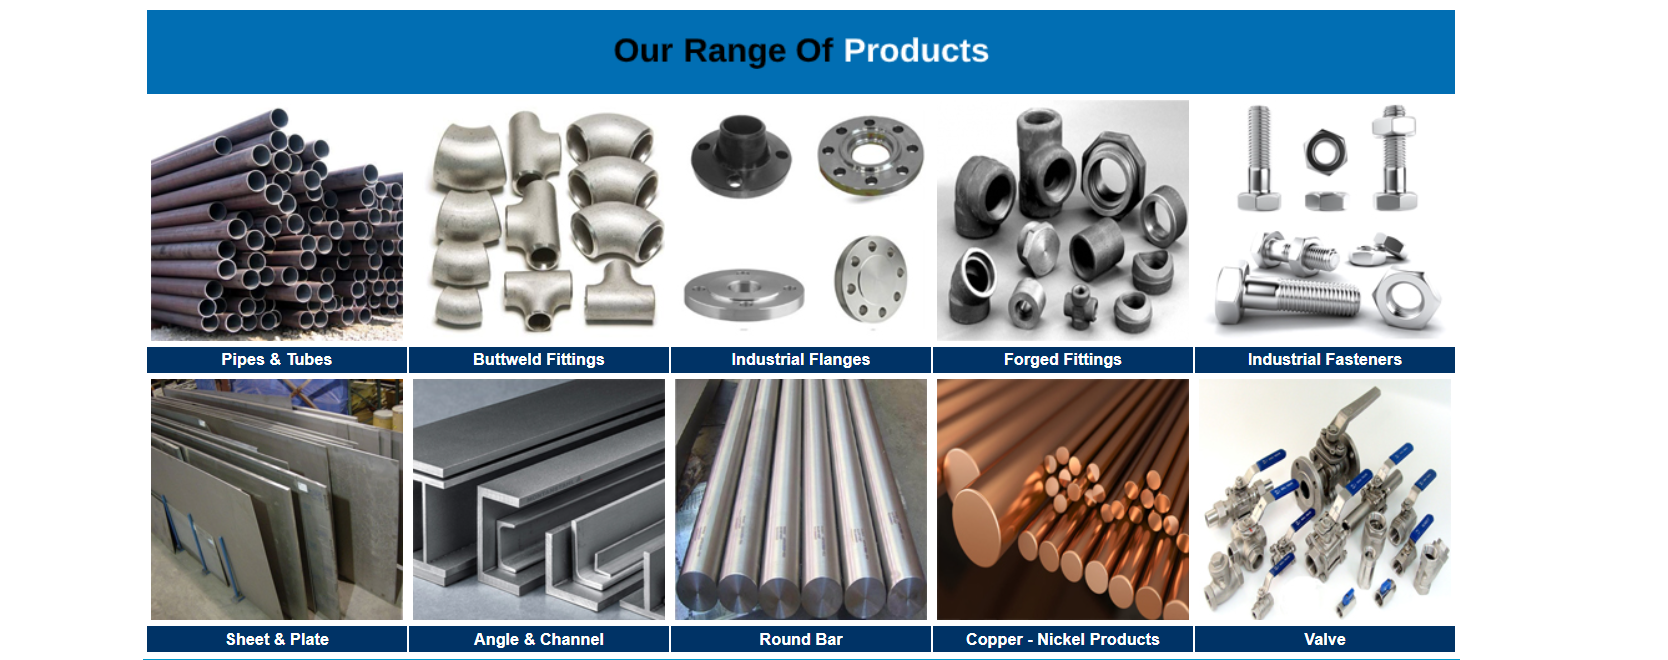 Our Range Of Products
Pipes & Tubes
Buttweld Fittings
Industrial Flanges
Forged Fittings
Industrial Fasteners
Sheet & Plate
Angle & Channel
Round Bar
Copper - Nickel Products
Valve